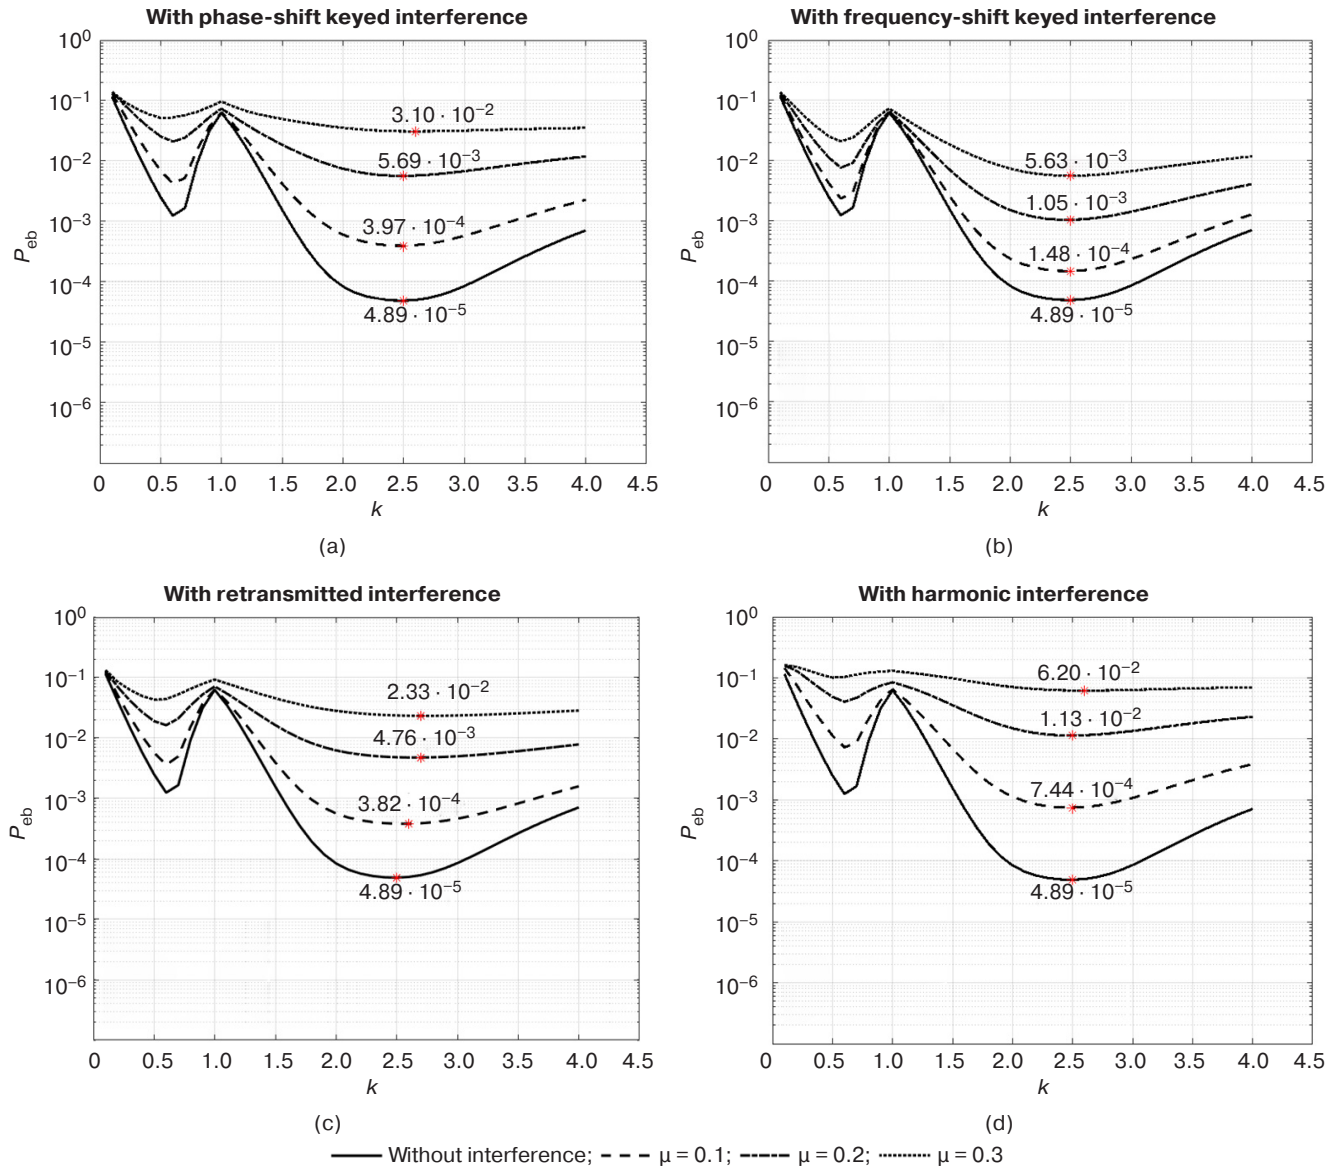 With phase-shift keyed interference
10⁰
10⁻¹
10⁻²
10⁻³
10⁻⁴
10⁻⁵
10⁻⁶
P_eb
3.10 · 10⁻²
5.69 · 10⁻³
3.97 · 10⁻⁴
4.89 · 10⁻⁵
0 0.5 1.0 1.5 2.0 2.5 3.0 3.5 4.0 4.5
k
(a)
With frequency-shift keyed interference
10⁰
10⁻¹
10⁻²
10⁻³
10⁻⁴
10⁻⁵
10⁻⁶
P_eb
5.63 · 10⁻³
1.05 · 10⁻³
1.48 · 10⁻⁴
4.89 · 10⁻⁵
0 0.5 1.0 1.5 2.0 2.5 3.0 3.5 4.0 4.5
k
(b)
With retransmitted interference
10⁰
10⁻¹
10⁻²
10⁻³
10⁻⁴
10⁻⁵
10⁻⁶
P_eb
2.33 · 10⁻²
4.76 · 10⁻³
3.82 · 10⁻⁴
4.89 · 10⁻⁵
0 0.5 1.0 1.5 2.0 2.5 3.0 3.5 4.0 4.5
k
(c)
With harmonic interference
10⁰
10⁻¹
10⁻²
10⁻³
10⁻⁴
10⁻⁵
10⁻⁶
P_eb
6.20 · 10⁻²
1.13 · 10⁻²
7.44 · 10⁻⁴
4.89 · 10⁻⁵
0 0.5 1.0 1.5 2.0 2.5 3.0 3.5 4.0 4.5
k
(d)
Without interference; μ = 0.1; μ = 0.2; μ = 0.3